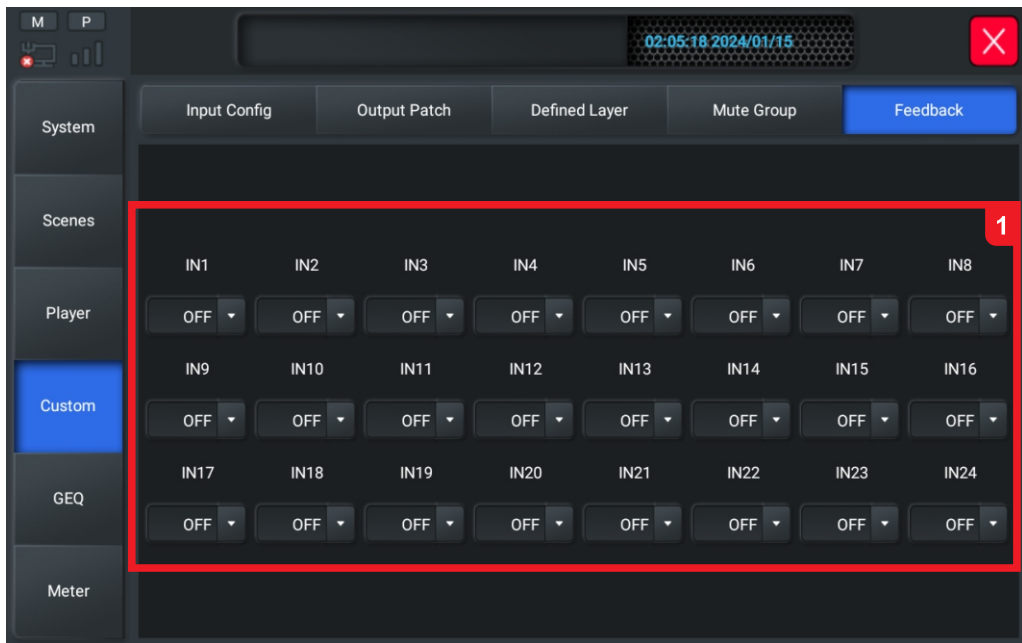 M P
02:05:18 2024/01/15
Input Config Output Patch Defined Layer Mute Group Feedback
System
Scenes
Player
Custom
GEQ
Meter
1
IN1 IN2 IN3 IN4 IN5 IN6 IN7 IN8
OFF OFF OFF OFF OFF OFF OFF OFF
IN9 IN10 IN11 IN12 IN13 IN14 IN15 IN16
OFF OFF OFF OFF OFF OFF OFF OFF
IN17 IN18 IN19 IN20 IN21 IN22 IN23 IN24
OFF OFF OFF OFF OFF OFF OFF OFF